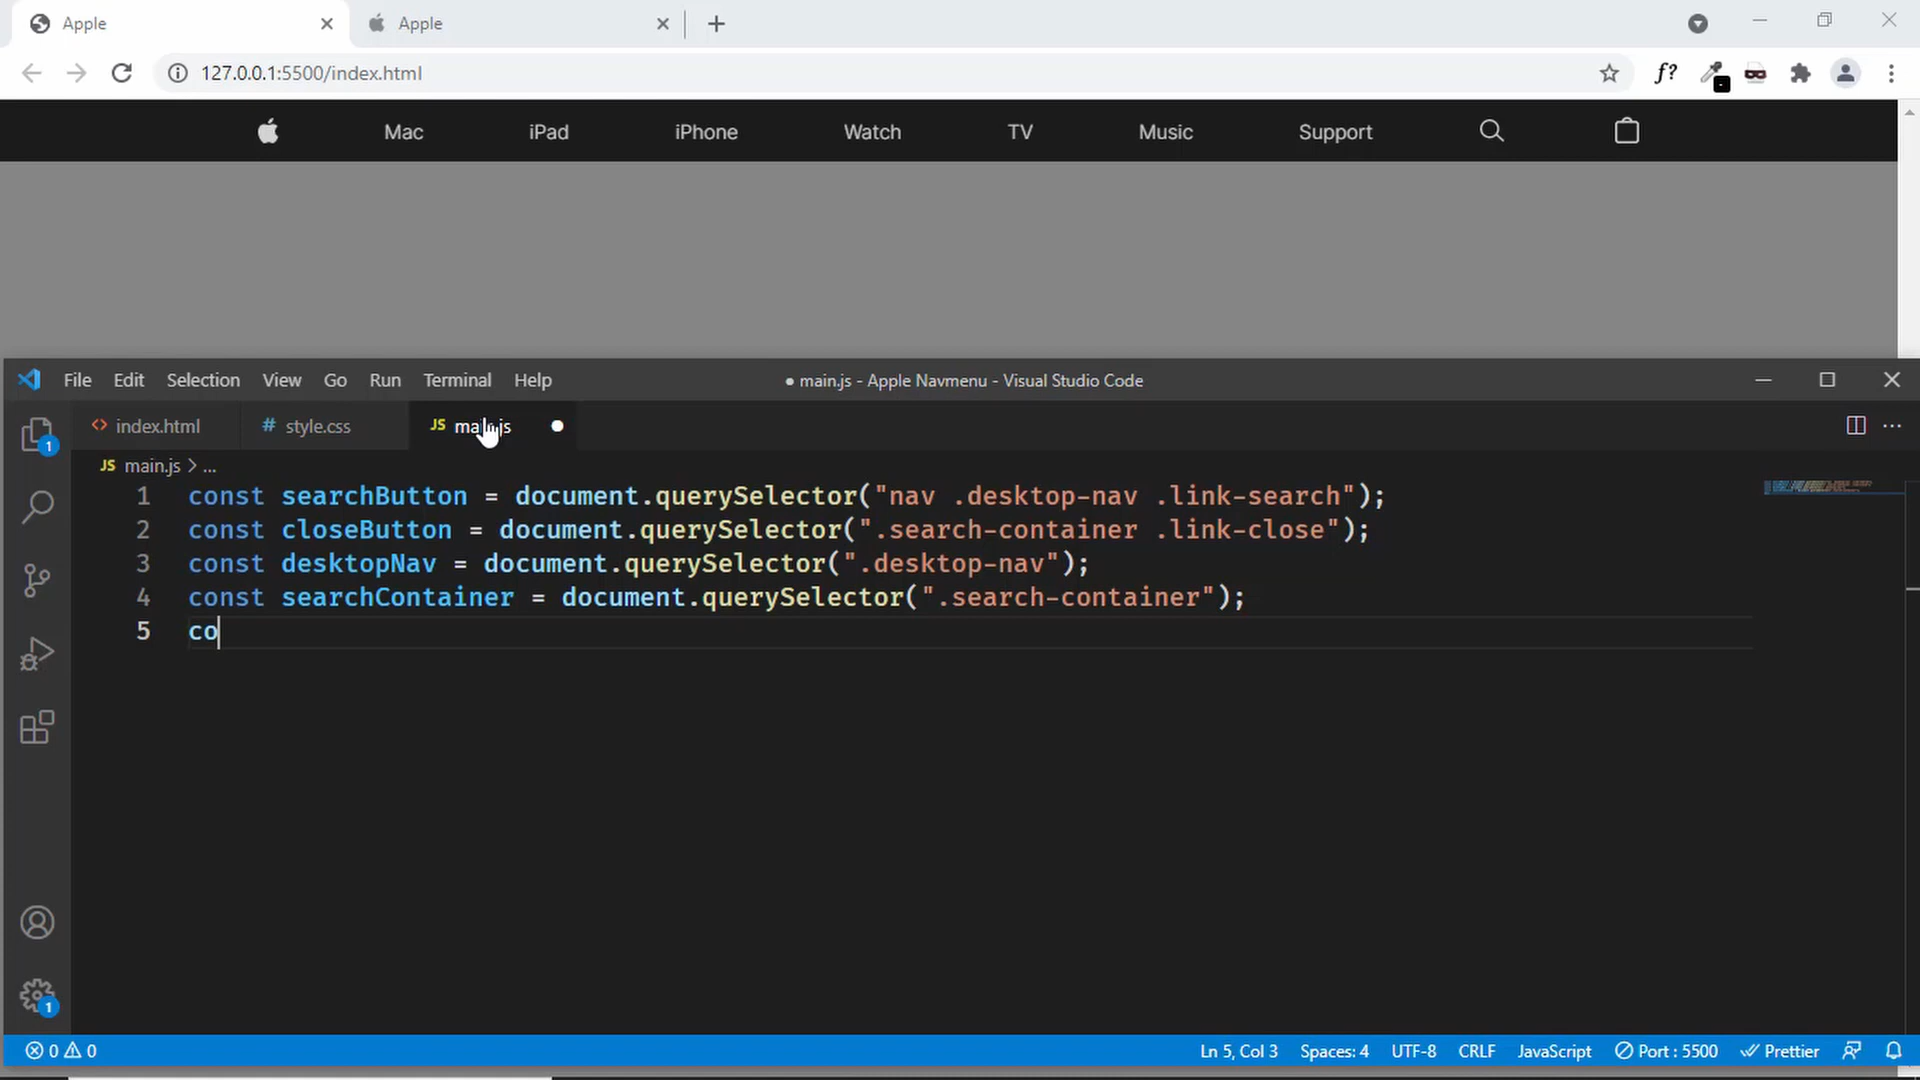 Apple
Apple
127.0.0.1:5500/index.html
f?
Mac iPad iPhone Watch TV Music Support
File Edit Selection View Go Run Terminal Help
● main.js - Apple Navmenu - Visual Studio Code
index.html
# style.css
JS main.js
JS main.js > ...
1 const searchButton = document.querySelector("nav .desktop-nav .link-search");
2 const closeButton = document.querySelector(".search-container .link-close");
3 const desktopNav = document.querySelector(".desktop-nav");
4 const searchContainer = document.querySelector(".search-container");
5 co
1
1
0 0
Ln 5, Col 3 Spaces: 4 UTF-8 CRLF JavaScript Port : 5500 Prettier